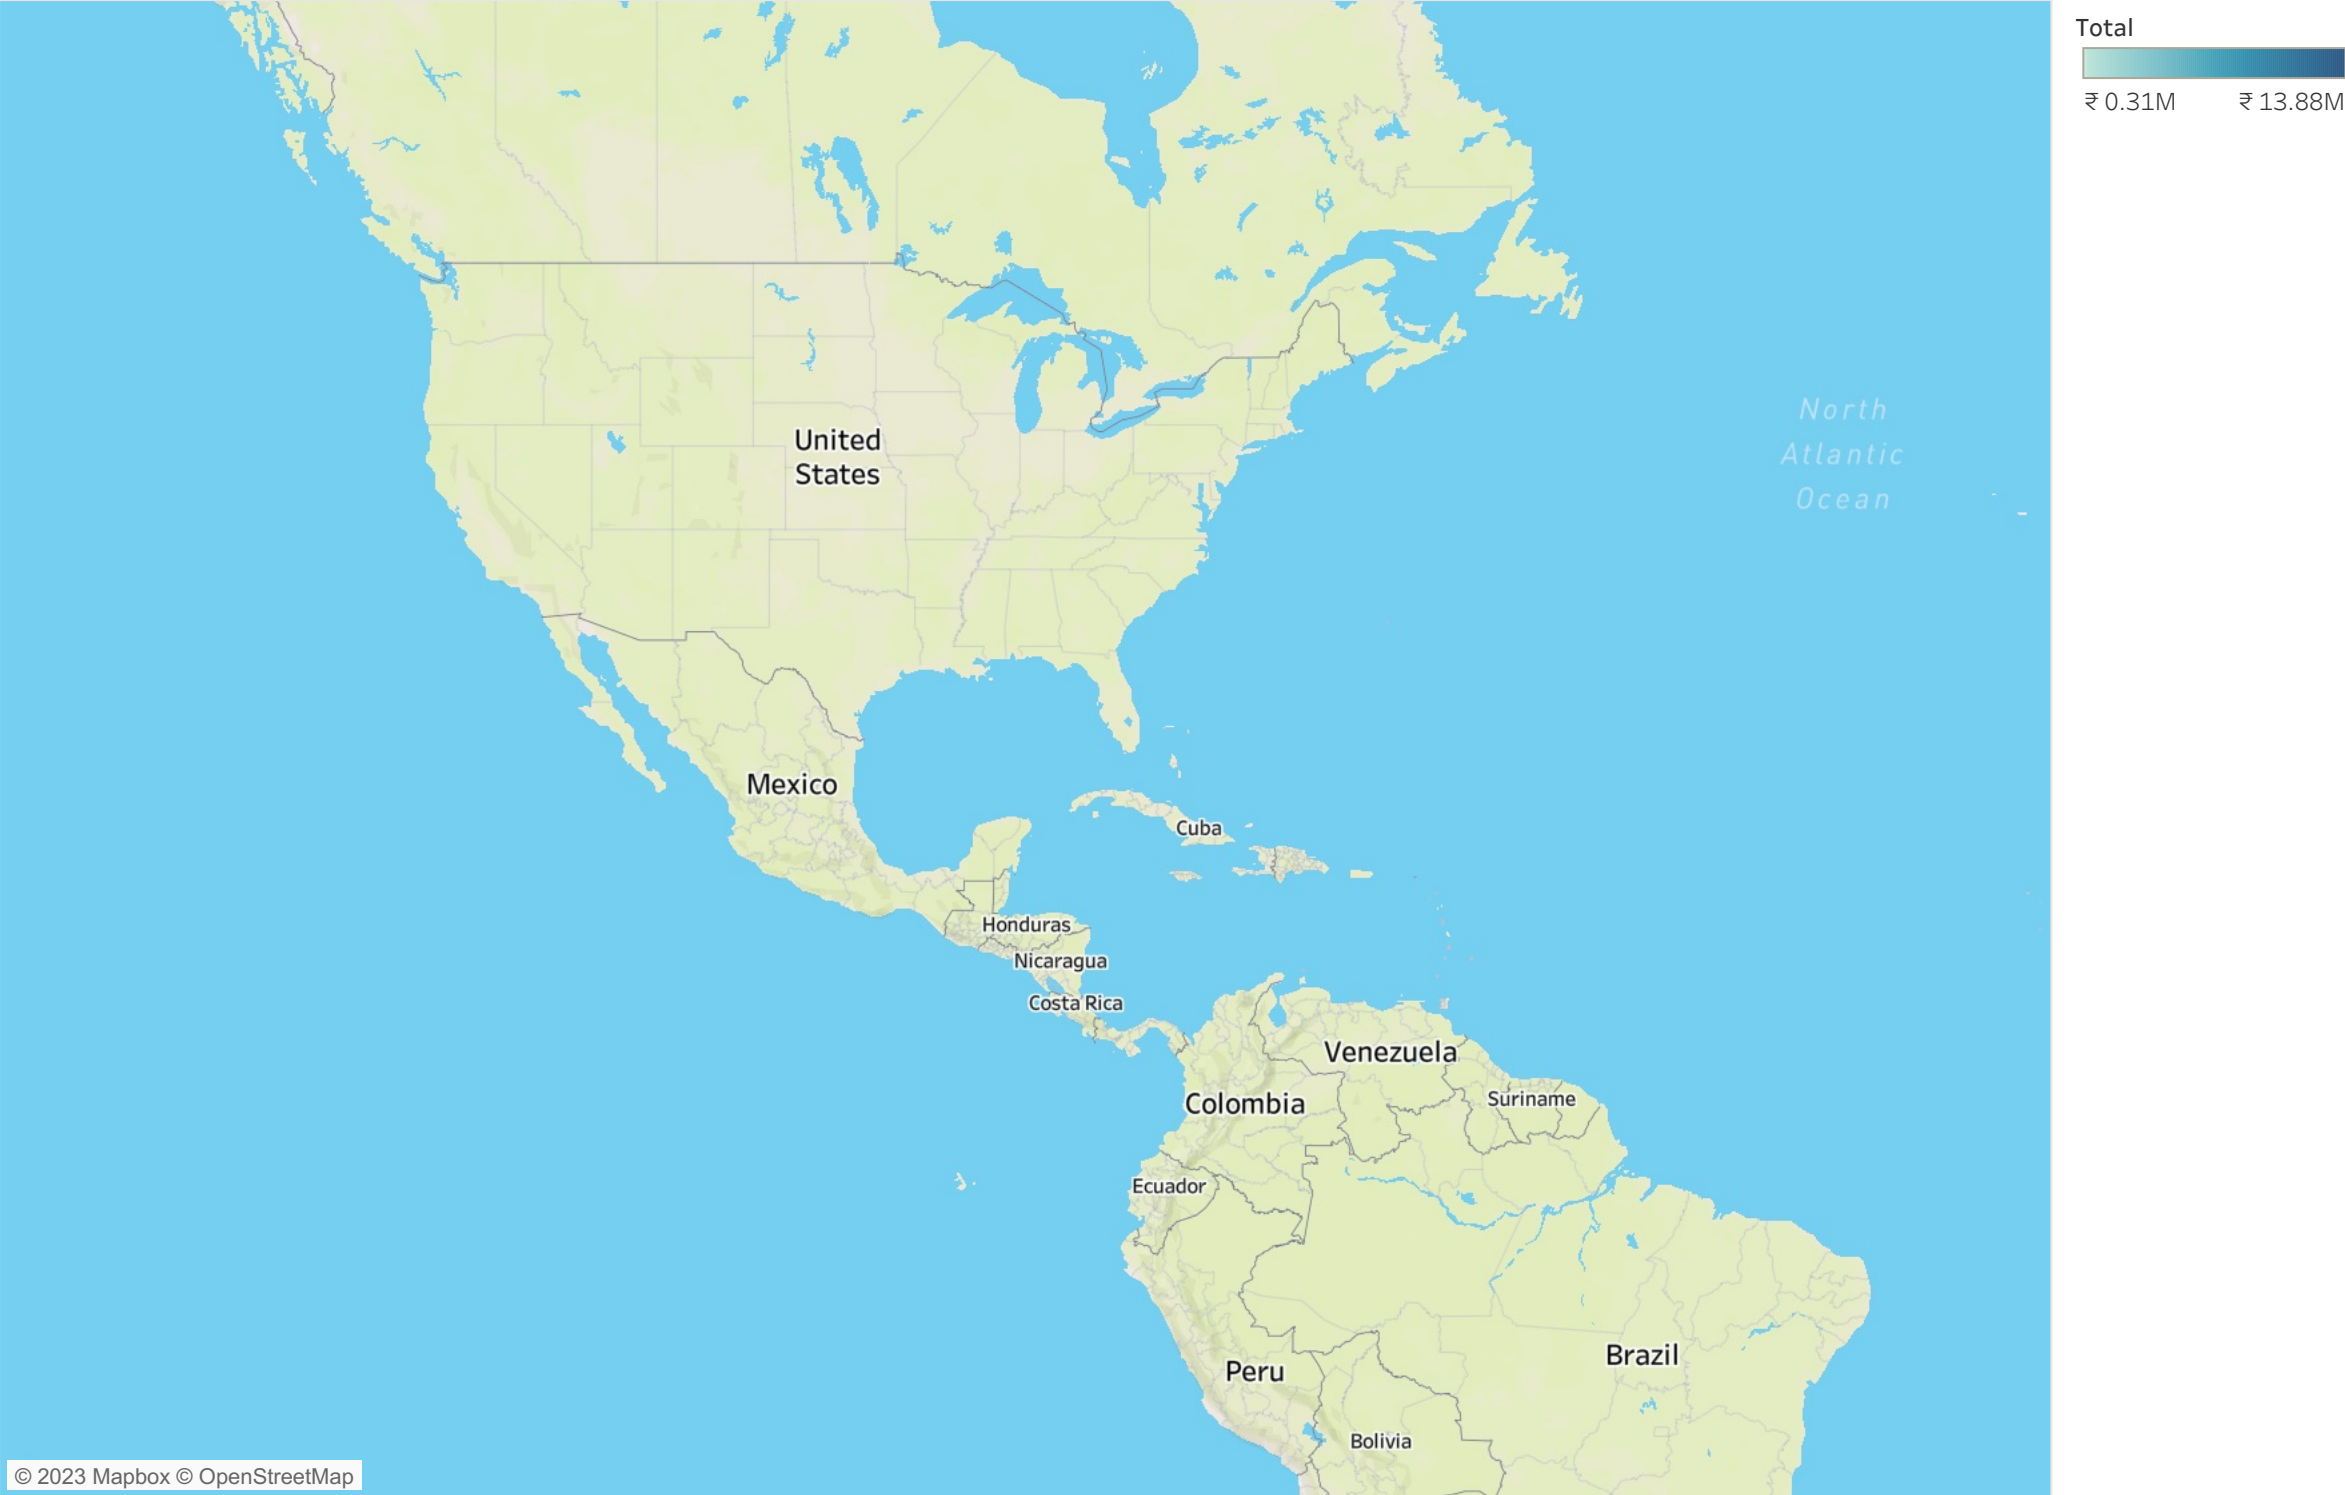 Total
₹ 0.31M ₹ 13.88M
North
Atlantic
Ocean
United
States
Mexico
Cuba
Honduras
Nicaragua
Costa Rica
Venezuela
Suriname
Colombia
Ecuador
Brazil
Peru
Bolivia
© 2023 Mapbox © OpenStreetMap